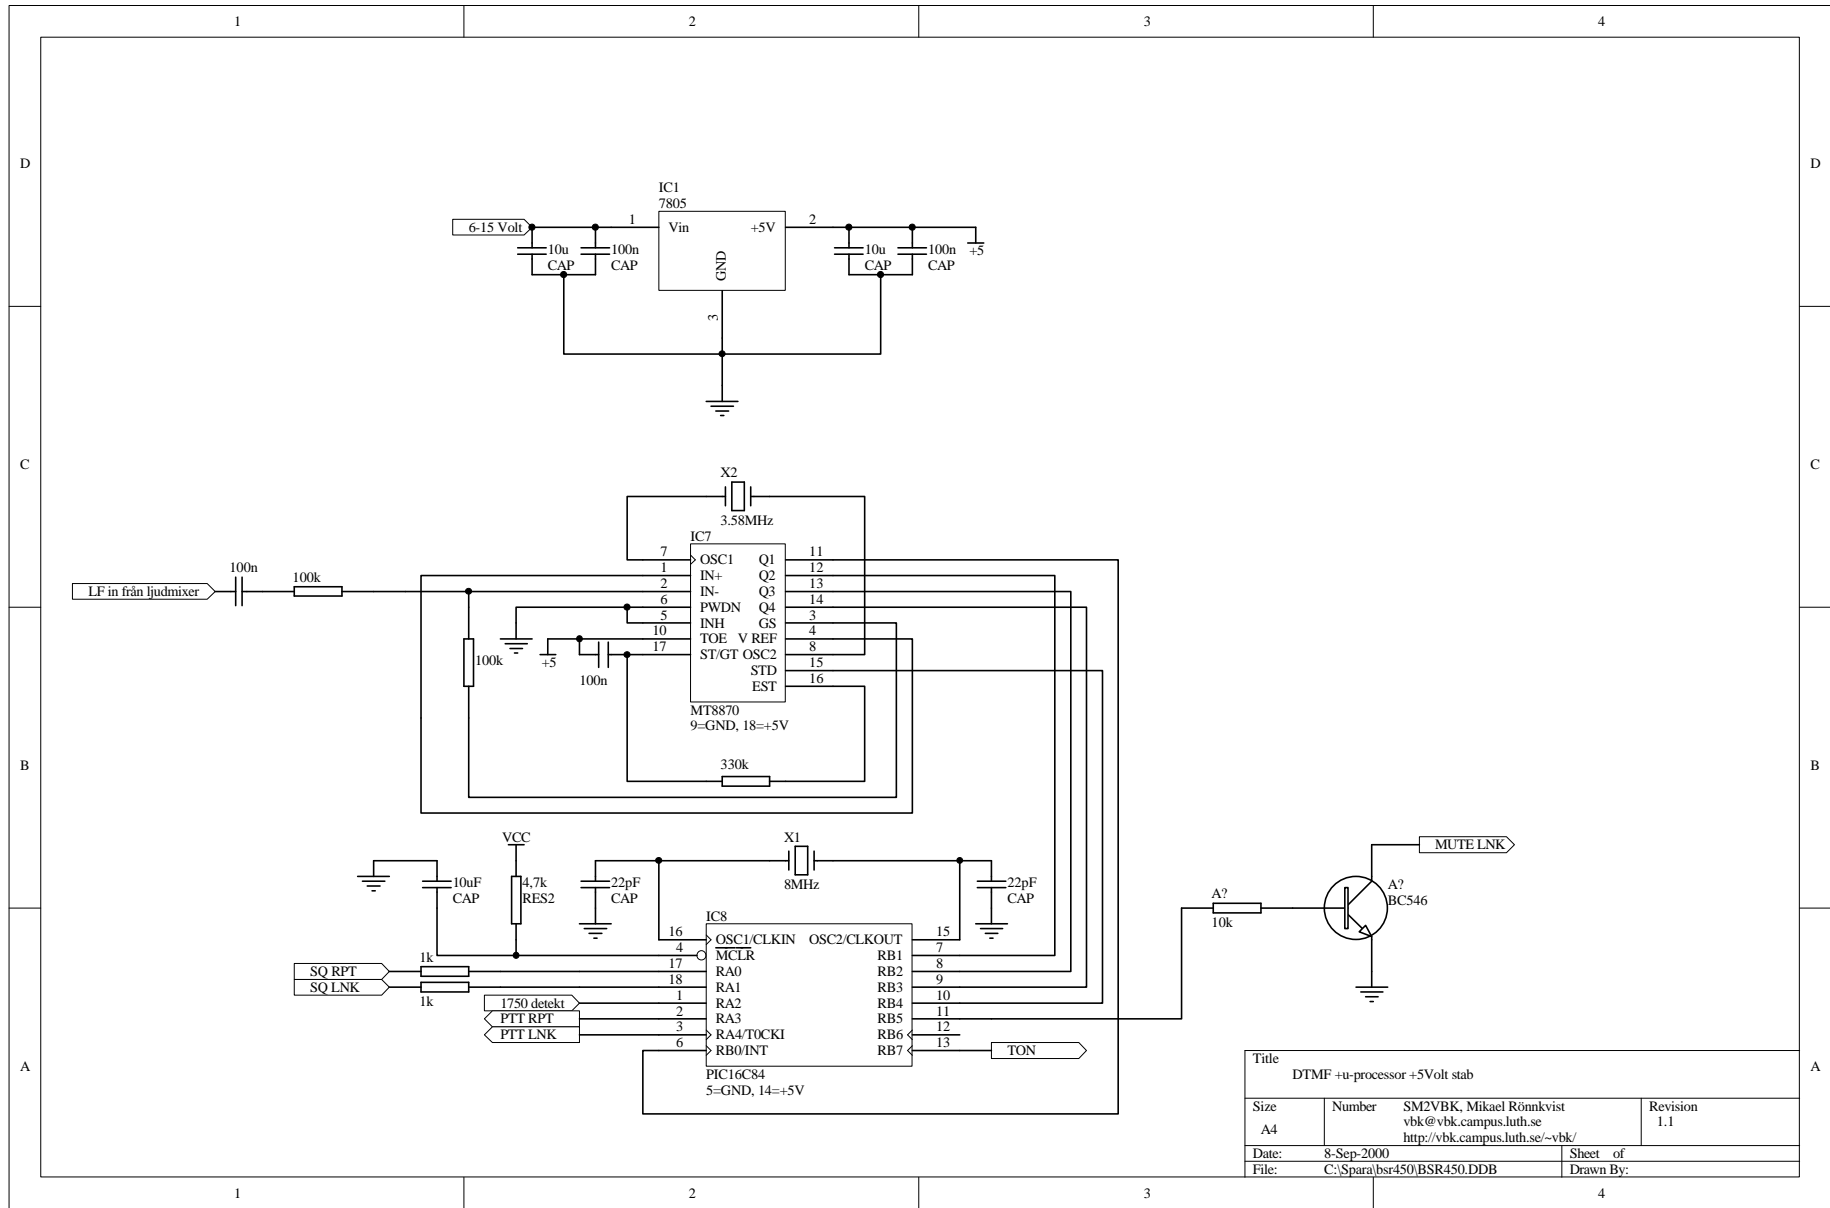 1 2 3 4
D D
IC1
7805
6-15 Volt 1 Vin +5V 2
10u 100n 10u 100n +5
CAP CAP CAP CAP
GND
3
C C
X2
3.58MHz
IC7
7 OSC1 Q1 11
1 IN+ Q2 12
LF in från ljudmixer 100n 100k 2 IN- Q3 13
6 PWDN Q4 14
5 INH GS 3
10 TOE V REF 4
17 ST/GT OSC2 8
STD 15
EST 16
100k +5 100n
MT8870
9=GND, 18=+5V
330k
B B
VCC X1
8MHz
10uF 4,7k 22pF 22pF
CAP RES2 CAP CAP
MUTE LNK
A? A?
10k BC546
IC8
16 OSC1/CLKIN OSC2/CLKOUT 15
4 MCLR RB1 7
SQ RPT 1k 17 RA0 RB2 8
SQ LNK 1k 18 RA1 RB3 9
1750 detekt 1 RA2 RB4 10
PTT RPT 2 RA3 RB5 11
PTT LNK 3 RA4/T0CKI RB6 12
6 RB0/INT RB7 13 TON
PIC16C84
5=GND, 14=+5V
A A
Title
DTMF +u-processor +5Volt stab
Size Number SM2VBK, Mikael Rönnkvist Revision
A4 vbk@vbk.campus.luth.se 1.1
http://vbk.campus.luth.se/~vbk/
Date: 8-Sep-2000 Sheet of
File: C:\Spara\bsr450\BSR450.DDB Drawn By:
1 2 3 4